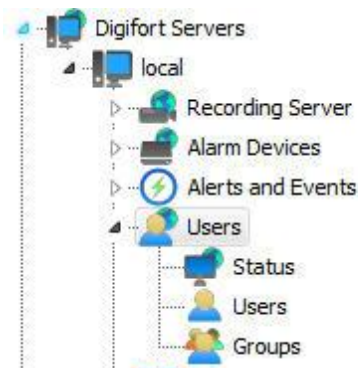 Digifort Servers
local
Recording Server
Alarm Devices
Alerts and Events
Users
Status
Users
Groups